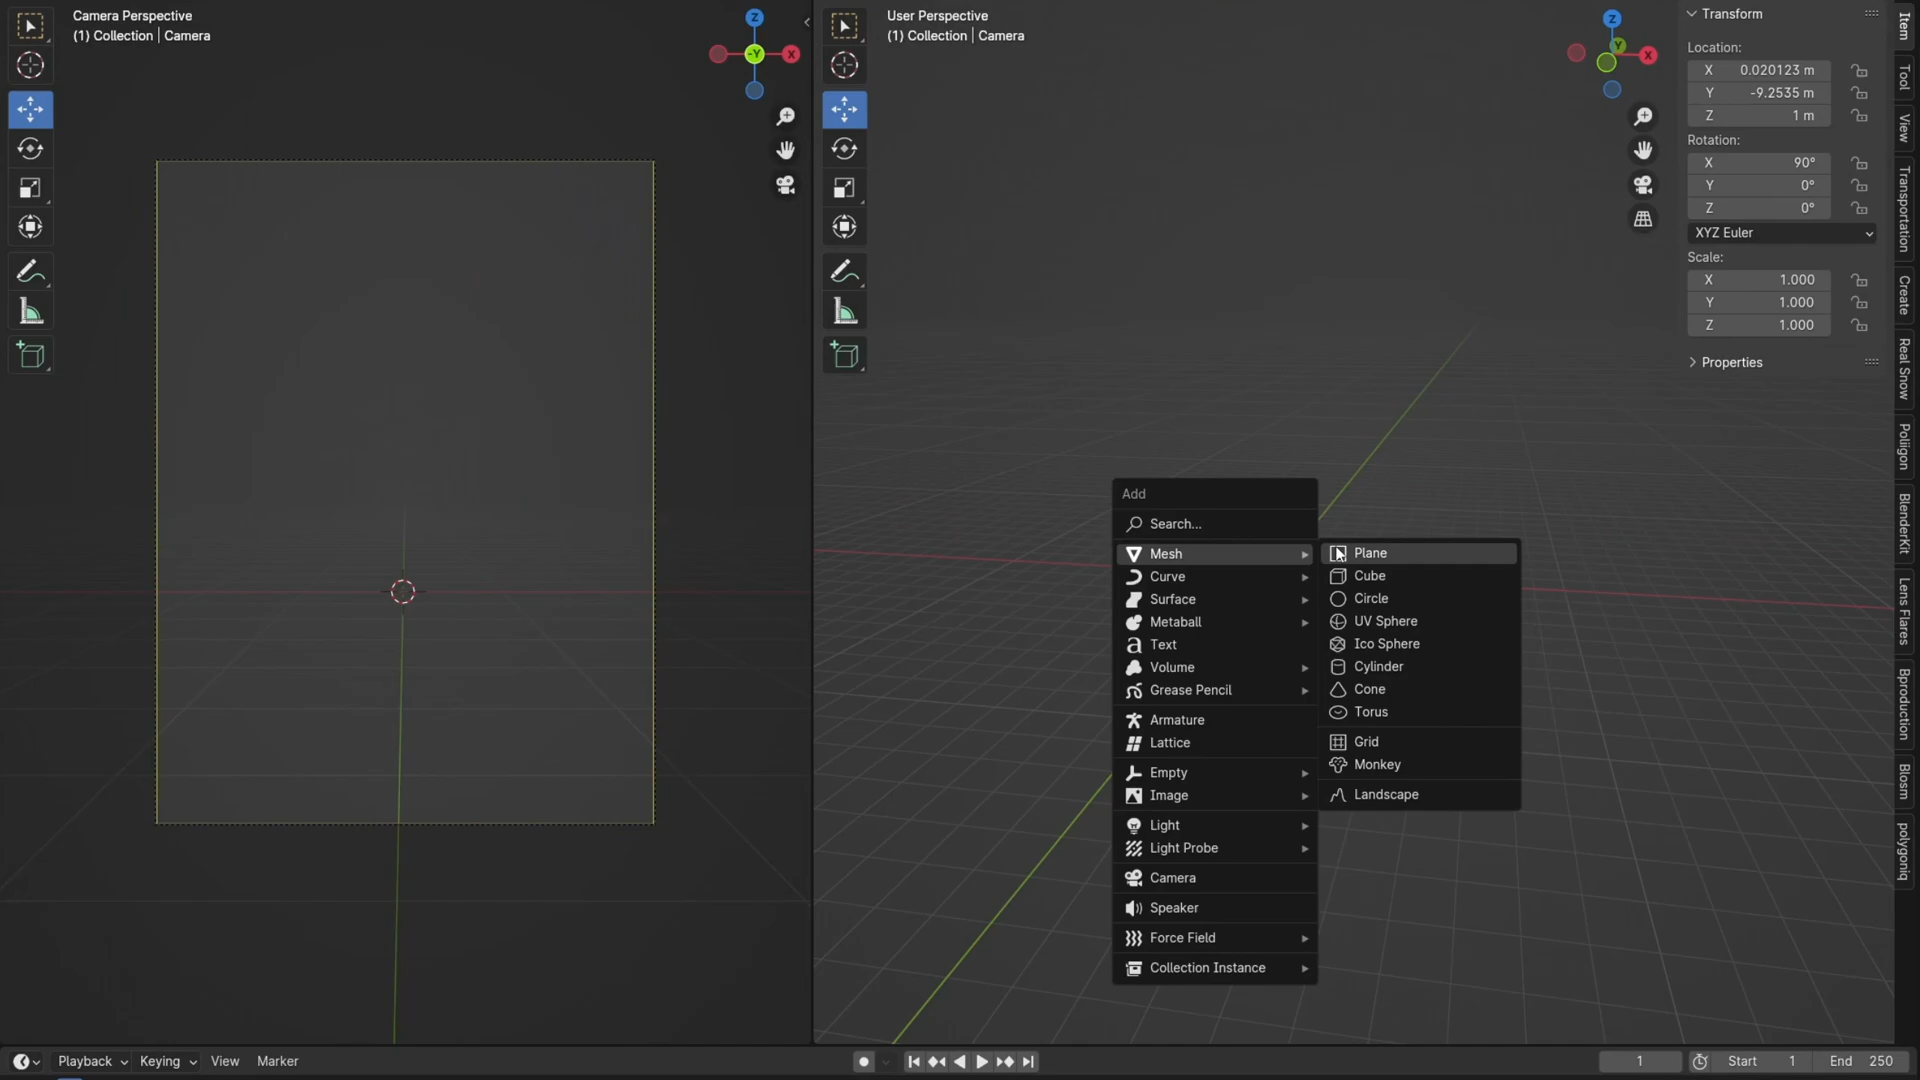 Camera Perspective
(1) Collection | Camera
Z
-Y
X
User Perspective
(1) Collection | Camera
Z
Y
X
Transform
Location:
X 0.020123 m
Y -9.2535 m
Z 1 m
Rotation:
X 90°
Y 0°
Z 0°
XYZ Euler
Scale:
X 1.000
Y 1.000
Z 1.000
Properties
Item
Tool
View
Transportation
Create
Real Snow
Poliigon
BlenderKit
Lens Flares
Bproduction
Blosm
polygoniq
Add
Search...
Mesh
Curve
Surface
Metaball
Text
Volume
Grease Pencil
Armature
Lattice
Empty
Image
Light
Light Probe
Camera
Speaker
Force Field
Collection Instance
Plane
Cube
Circle
UV Sphere
Ico Sphere
Cylinder
Cone
Torus
Grid
Monkey
Landscape
Playback Keying View Marker
1 Start 1 End 250